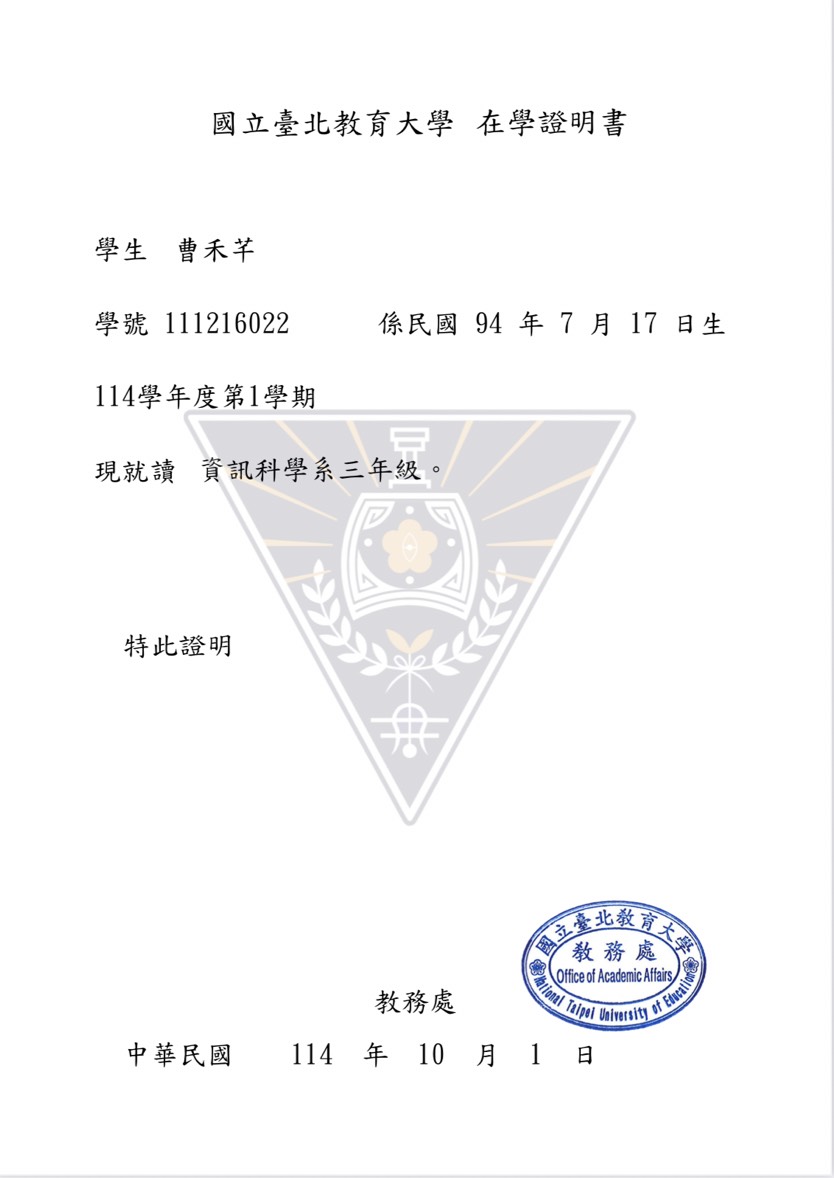 國立臺北教育大學 在學證明書
學生 曹禾芊
學號 111216022 係民國 94 年 7 月 17 日生
114學年度第1學期
現就讀 資訊科學系三年級。
特此證明
國立臺北教育大學
教務處
Office of Academic Affairs
National Taipei University of Education
教務處
中華民國 114 年 10 月 1 日